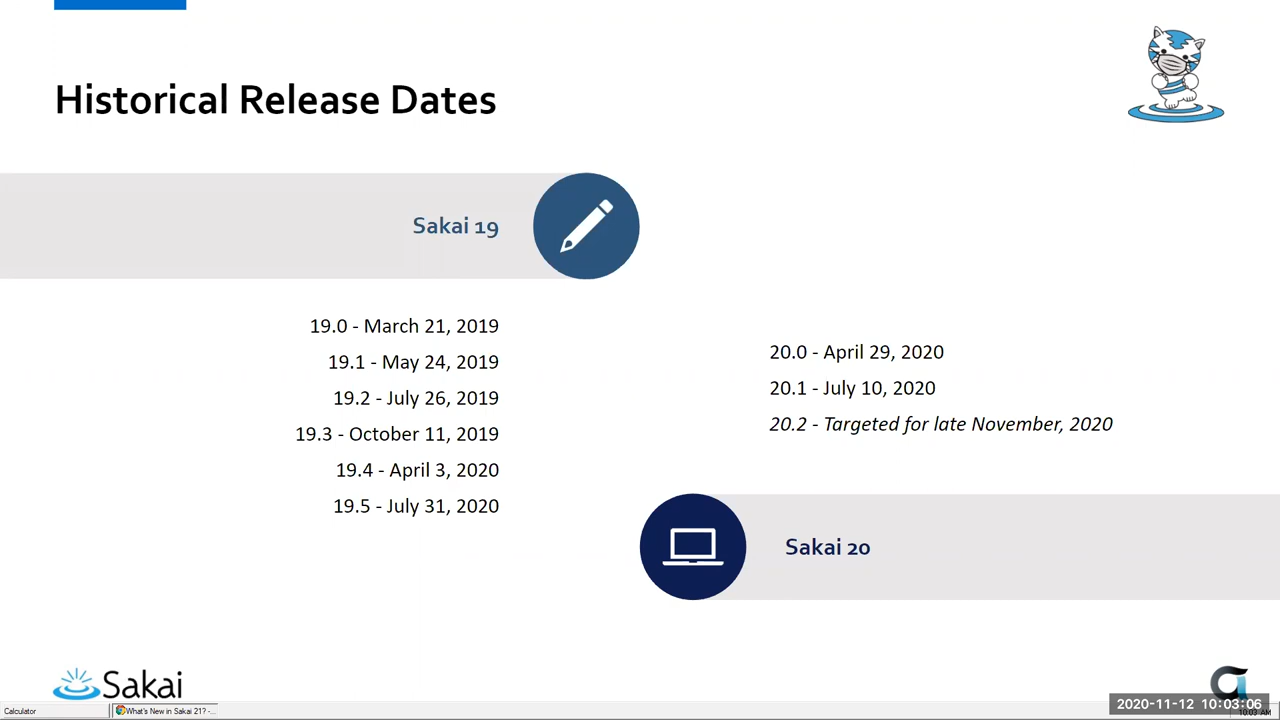 Historical Release Dates
Sakai 19
19.0 - March 21, 2019
19.1 - May 24, 2019
19.2 - July 26, 2019
19.3 - October 11, 2019
19.4 - April 3, 2020
19.5 - July 31, 2020
20.0 - April 29, 2020
20.1 - July 10, 2020
20.2 - Targeted for late November, 2020
Sakai 20
Sakai
2020-11-12 10:03:06
Calculator
What's New in Sakai 21? -...
10:03 AM